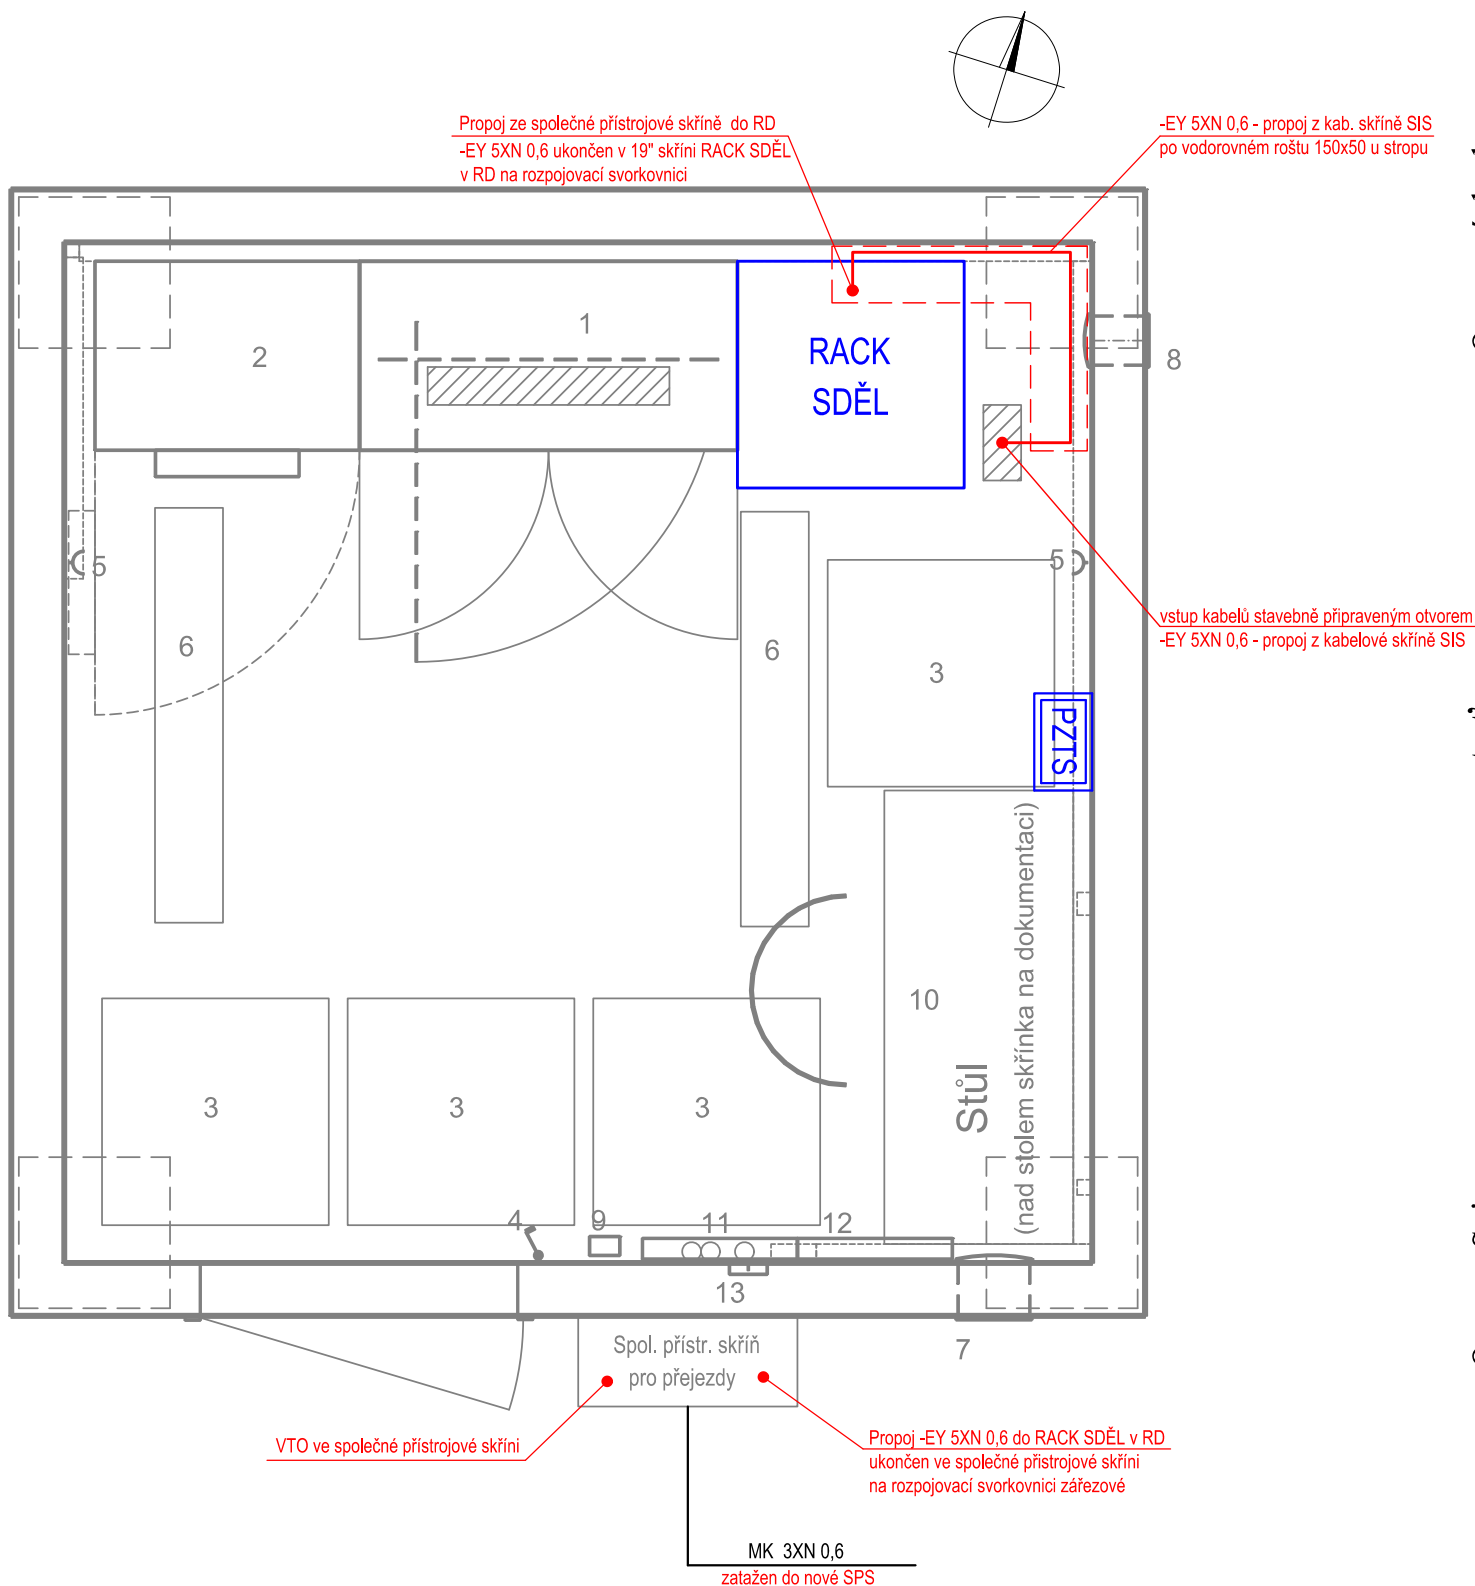 Propoj ze společné přístrojové skříně do RD
-EY 5XN 0,6 ukončen v 19" skříni RACK SDĚL
v RD na rozpojovací svorkovnici
-EY 5XN 0,6 - propoj z kab. skříně SIS
po vodorovném roštu 150x50 u stropu
1
2
RACK
SDĚL
8
5
5
6
6
3
vstup kabelů stavebně připraveným otvorem
-EY 5XN 0,6 - propoj z kabelové skříně SIS
PZTS
10
Stůl
(nad stolem skřínka na dokumentaci)
3
3
3
4
9
11
12
13
7
Spol. přístr. skříň
pro přejezdy
VTO ve společné přístrojové skříni
Propoj -EY 5XN 0,6 do RACK SDĚL v RD
ukončen ve společné přistrojové skříni
na rozpojovací svorkovnici zářezové
MK 3XN 0,6
zatažen do nové SPS